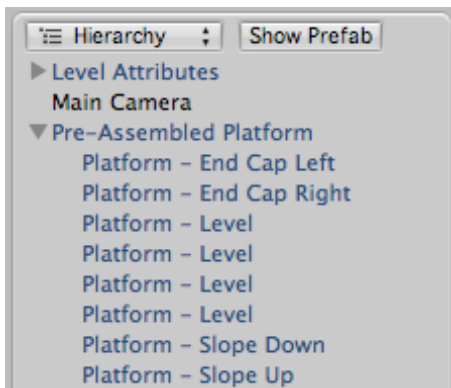 Hierarchy Show Prefab
Level Attributes
Main Camera
Pre-Assembled Platform
Platform – End Cap Left
Platform – End Cap Right
Platform – Level
Platform – Level
Platform – Level
Platform – Level
Platform – Slope Down
Platform – Slope Up